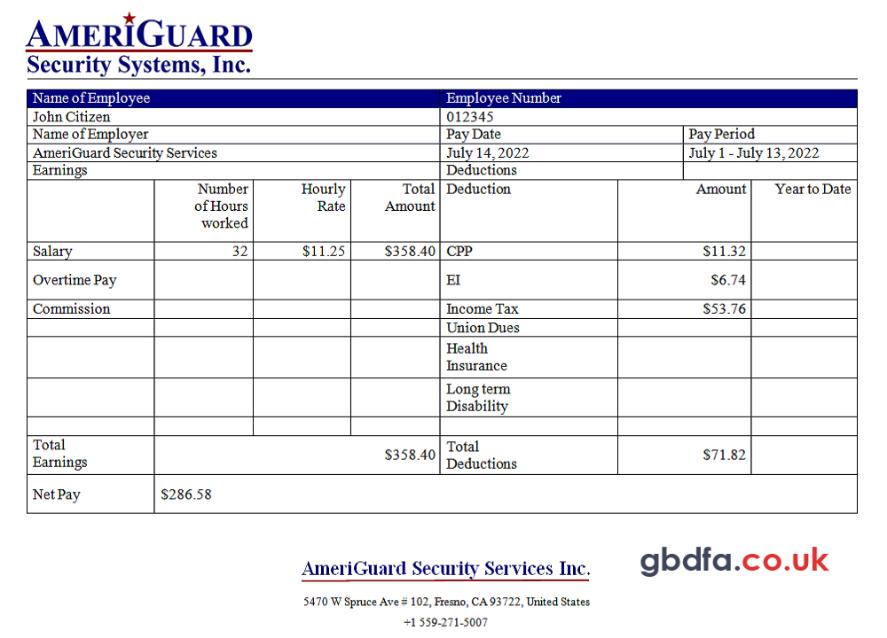 AMERIGUARD
Security Systems, Inc.
Name of Employee Employee Number
John Citizen 012345
Name of Employer Pay Date Pay Period
AmeriGuard Security Services July 14, 2022 July 1 - July 13, 2022
Earnings Deductions
Number of Hours worked Hourly Rate Total Amount Deduction Amount Year to Date
Salary 32 $11.25 $358.40 CPP $11.32
Overtime Pay EI $6.74
Commission Income Tax $53.76
Union Dues
Health Insurance
Long term Disability
Total Earnings $358.40 Total Deductions $71.82
Net Pay $286.58
AmeriGuard Security Services Inc.
gbdfa.co.uk
5470 W Spruce Ave # 102, Fresno, CA 93722, United States
+1 559-271-5007